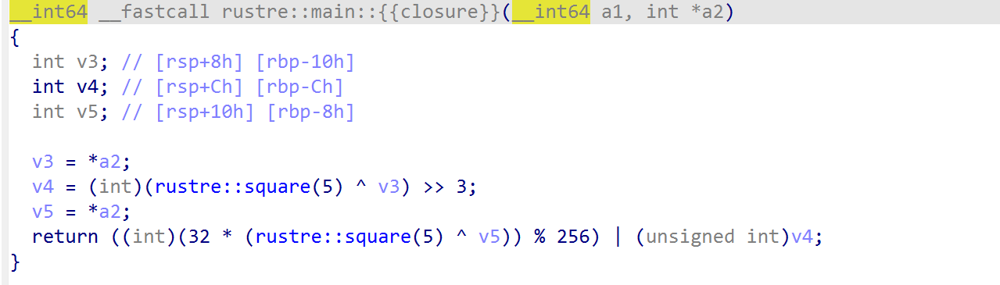 __int64 __fastcall rustre::main::{{closure}}(__int64 a1, int *a2)
{
  int v3; // [rsp+8h] [rbp-10h]
  int v4; // [rsp+Ch] [rbp-Ch]
  int v5; // [rsp+10h] [rbp-8h]

  v3 = *a2;
  v4 = (int)(rustre::square(5) ^ v3) >> 3;
  v5 = *a2;
  return ((int)(32 * (rustre::square(5) ^ v5)) % 256) | (unsigned int)v4;
}